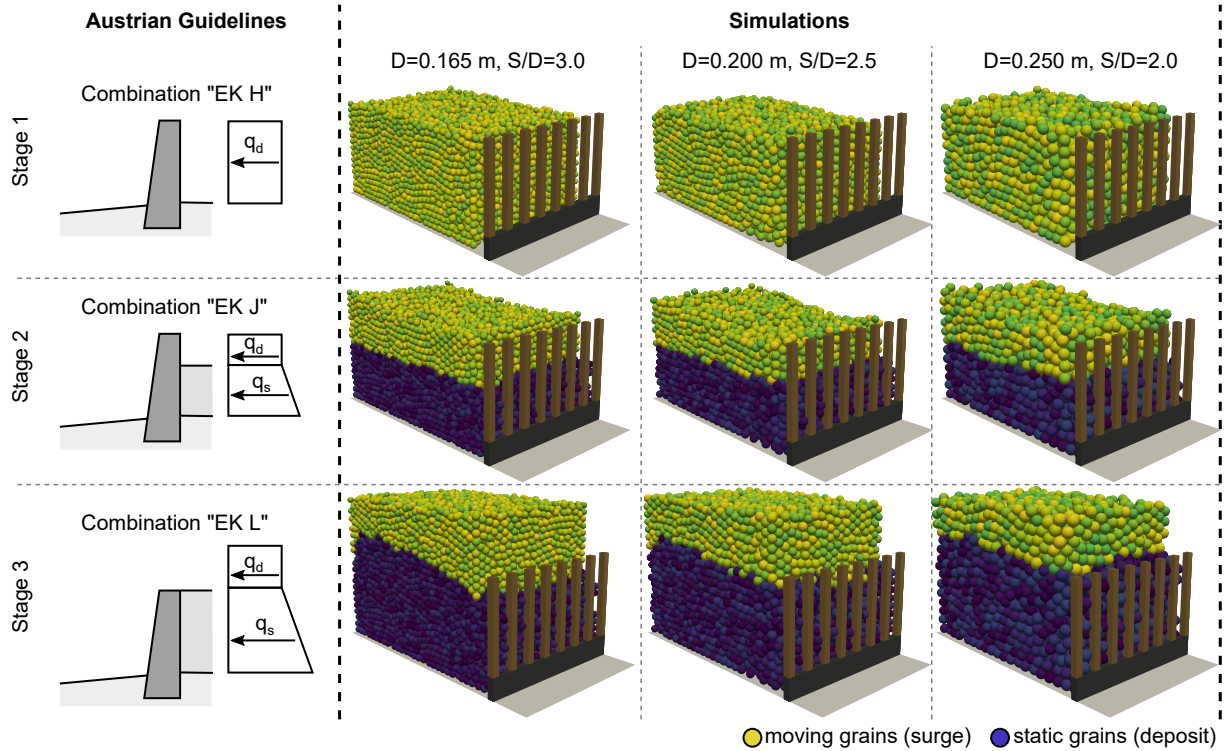 Austrian Guidelines
Simulations
D=0.165 m, S/D=3.0
D=0.200 m, S/D=2.5
D=0.250 m, S/D=2.0
Stage 1
Combination "EK H"
qd
Stage 2
Combination "EK J"
qd
qs
Stage 3
Combination "EK L"
qd
qs
moving grains (surge)
static grains (deposit)